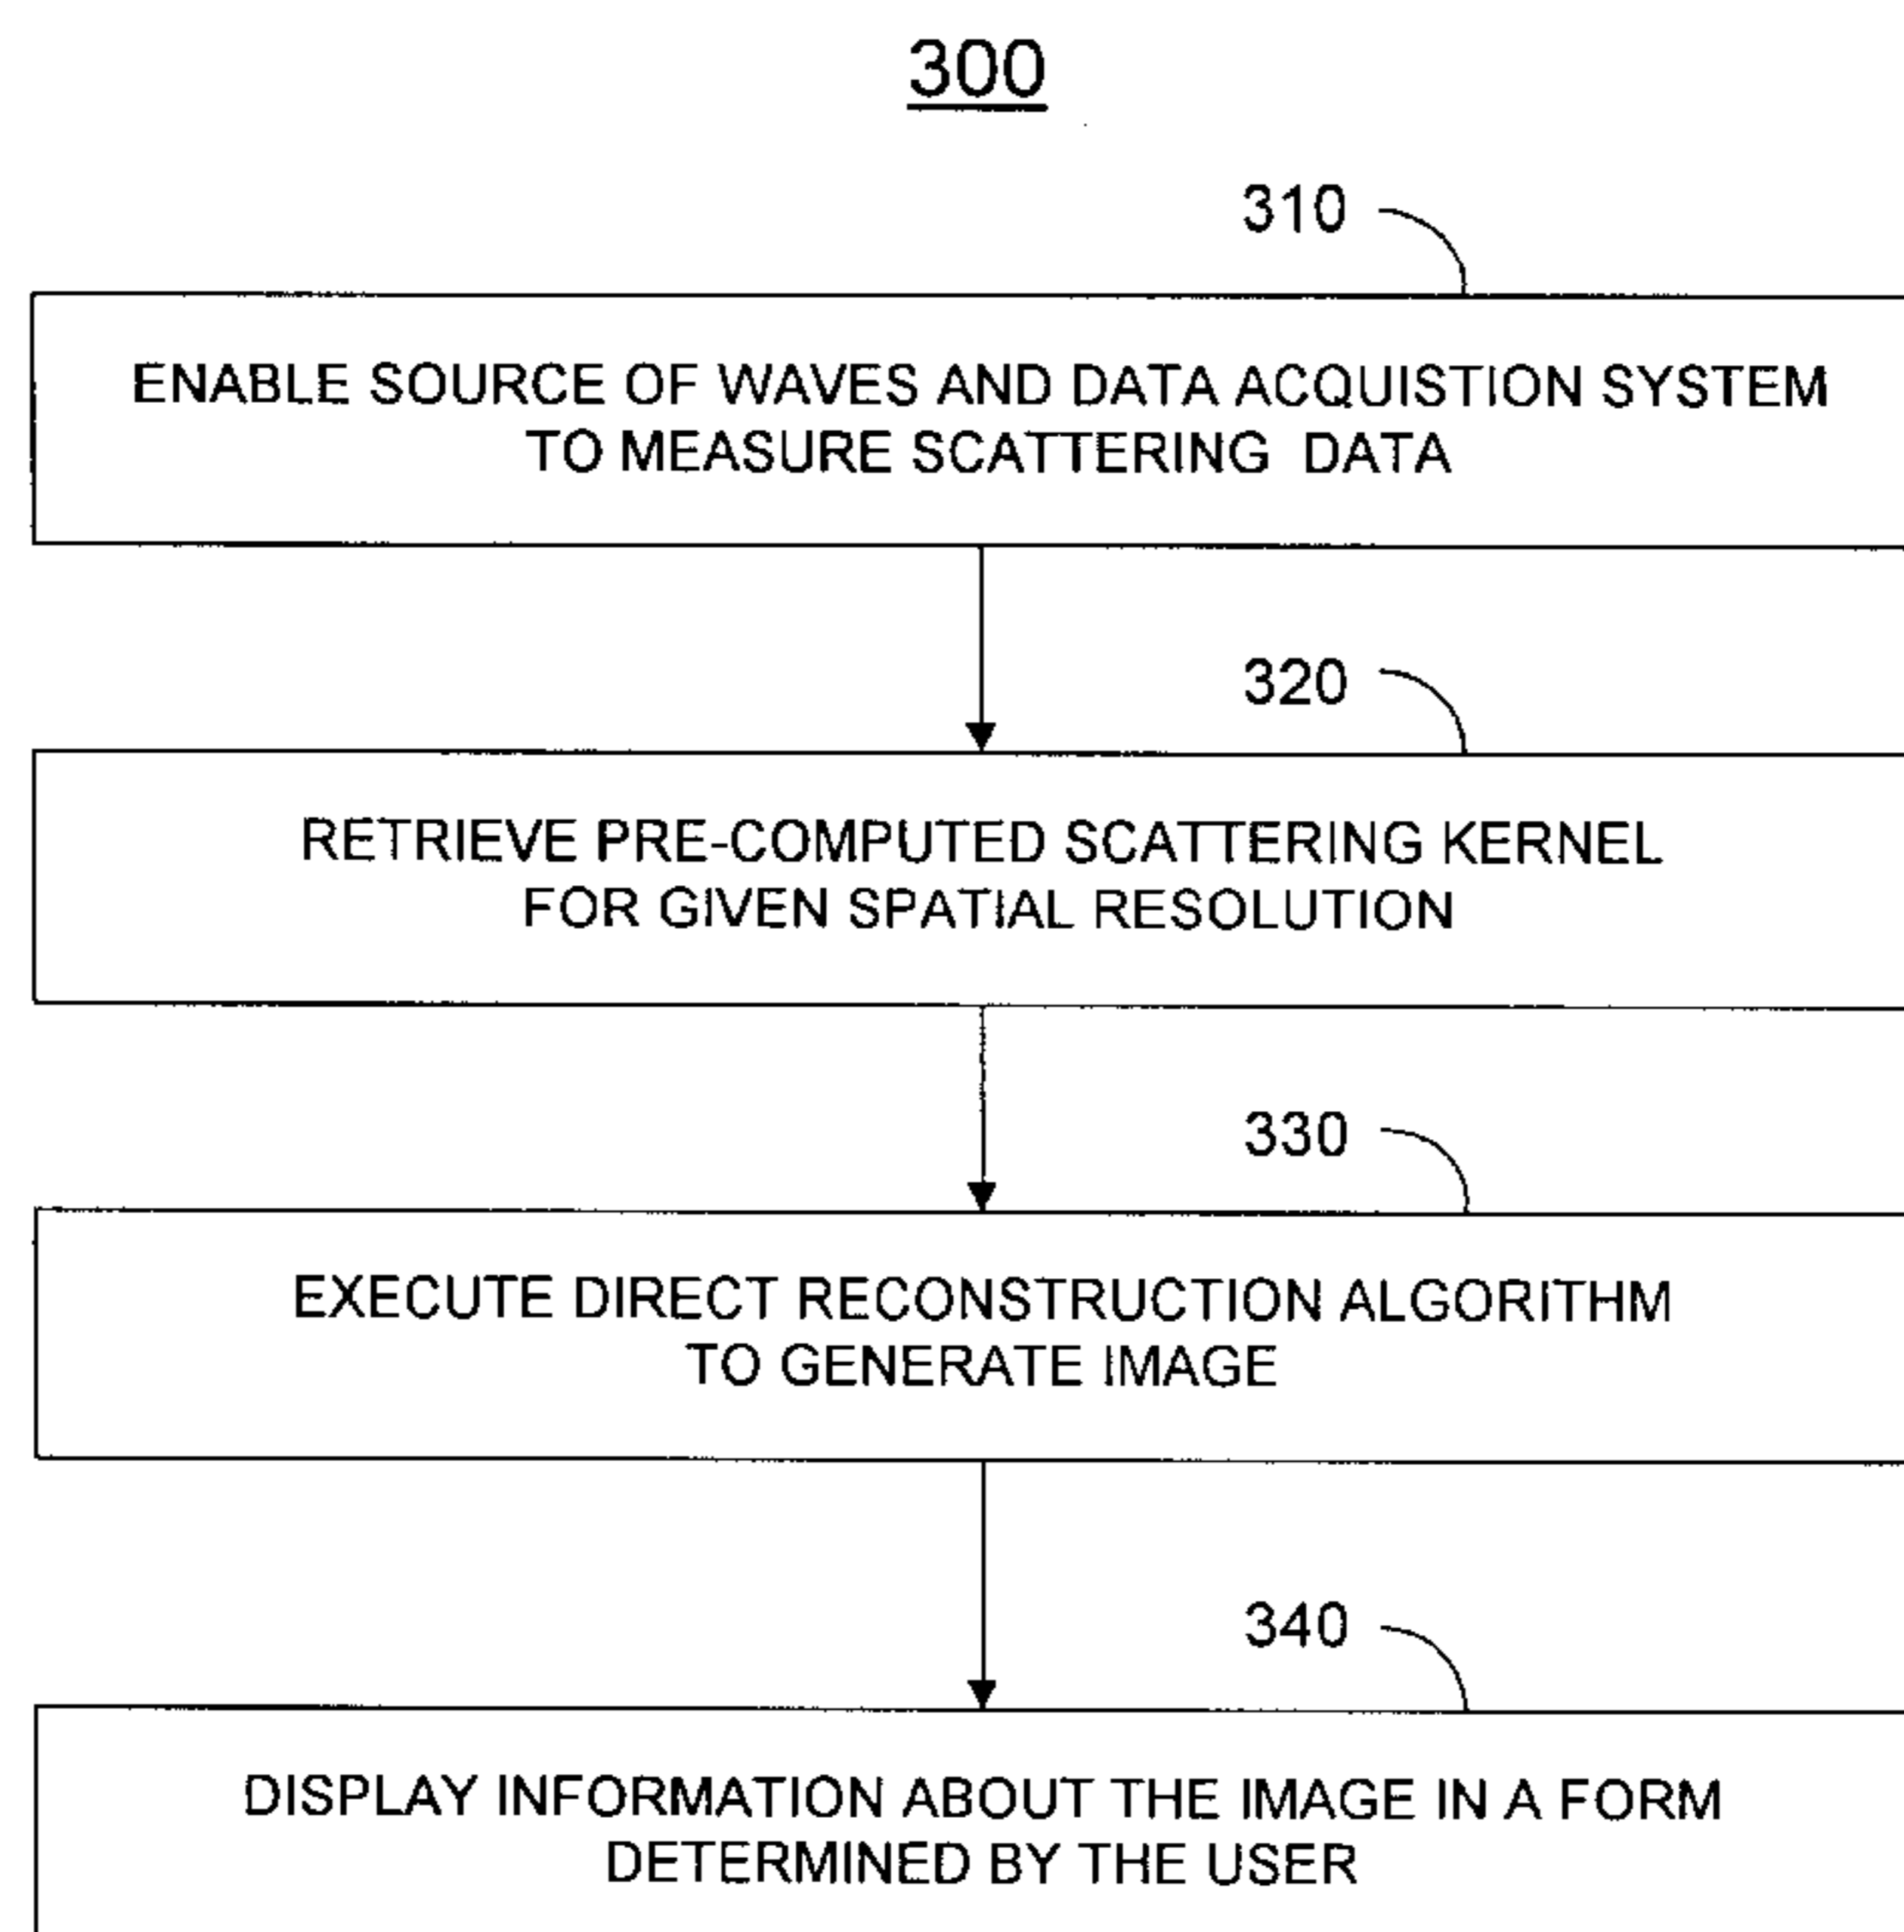 300
310
ENABLE SOURCE OF WAVES AND DATA ACQUISTION SYSTEM
TO MEASURE SCATTERING DATA
320
RETRIEVE PRE-COMPUTED SCATTERING KERNEL
FOR GIVEN SPATIAL RESOLUTION
330
EXECUTE DIRECT RECONSTRUCTION ALGORITHM
TO GENERATE IMAGE
340
DISPLAY INFORMATION ABOUT THE IMAGE IN A FORM
DETERMINED BY THE USER